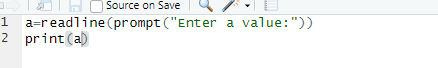 Source on Save
1 a=readline(prompt("Enter a value:"))
2 print(a)